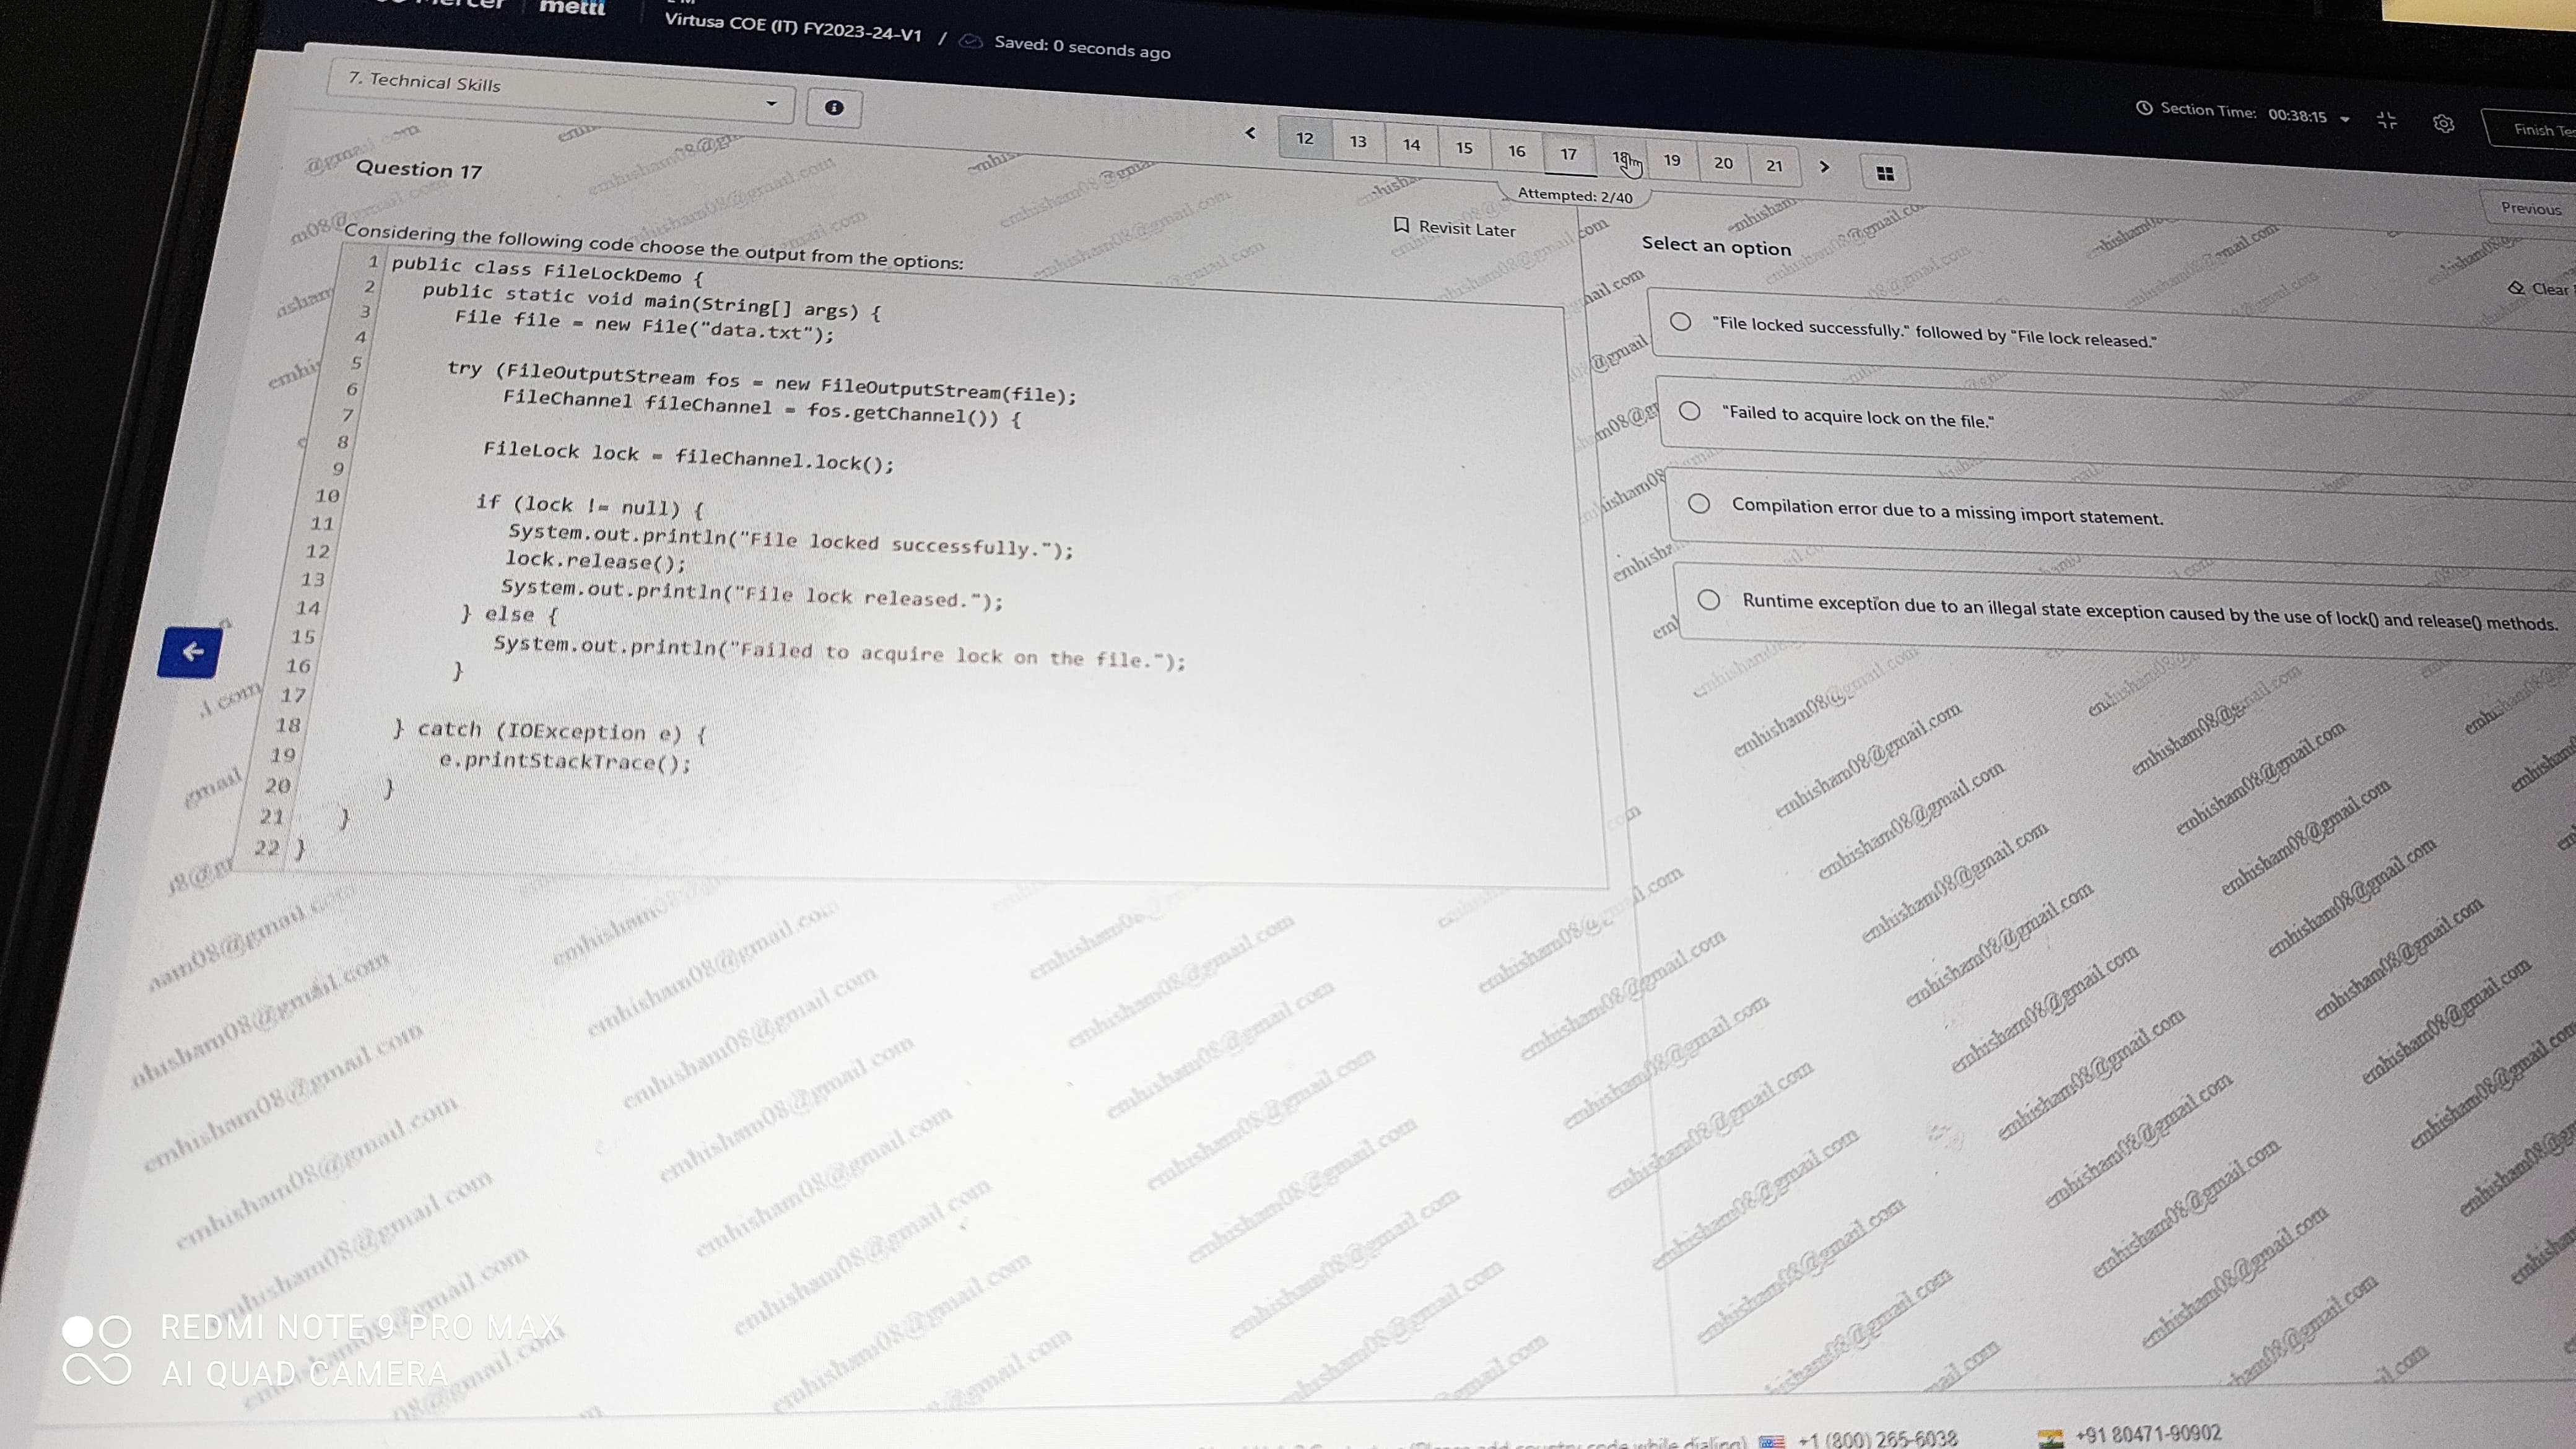 mettl
Virtusa COE (IT) FY2023-24-V1 / Saved: 0 seconds ago
7. Technical Skills
Section Time: 00:38:15
12 13 14 15 16 17 18 19 20 21
Attempted: 2/40
Previous
Question 17
Revisit Later
Considering the following code choose the output from the options:
1 public class FileLockDemo {
2 public static void main(String[] args) {
3 File file = new File("data.txt");
4
5 try (FileOutputStream fos = new FileOutputStream(file);
6 FileChannel fileChannel = fos.getChannel()) {
7
8 FileLock lock = fileChannel.lock();
9
10 if (lock != null) {
11 System.out.println("File locked successfully.");
12 lock.release();
13 System.out.println("File lock released.");
14 } else {
15 System.out.println("Failed to acquire lock on the file.");
16 }
17
18 } catch (IOException e) {
19 e.printStackTrace();
20 }
21 }
22 }
Select an option
Clear
"File locked successfully." followed by "File lock released."
"Failed to acquire lock on the file."
Compilation error due to a missing import statement.
Runtime exception due to an illegal state exception caused by the use of lock() and release() methods.
emhisham08@gmail.com
REDMI NOTE 9 PRO MAX
AI QUAD CAMERA
+1 (800) 265-6038
+91 80471-90902